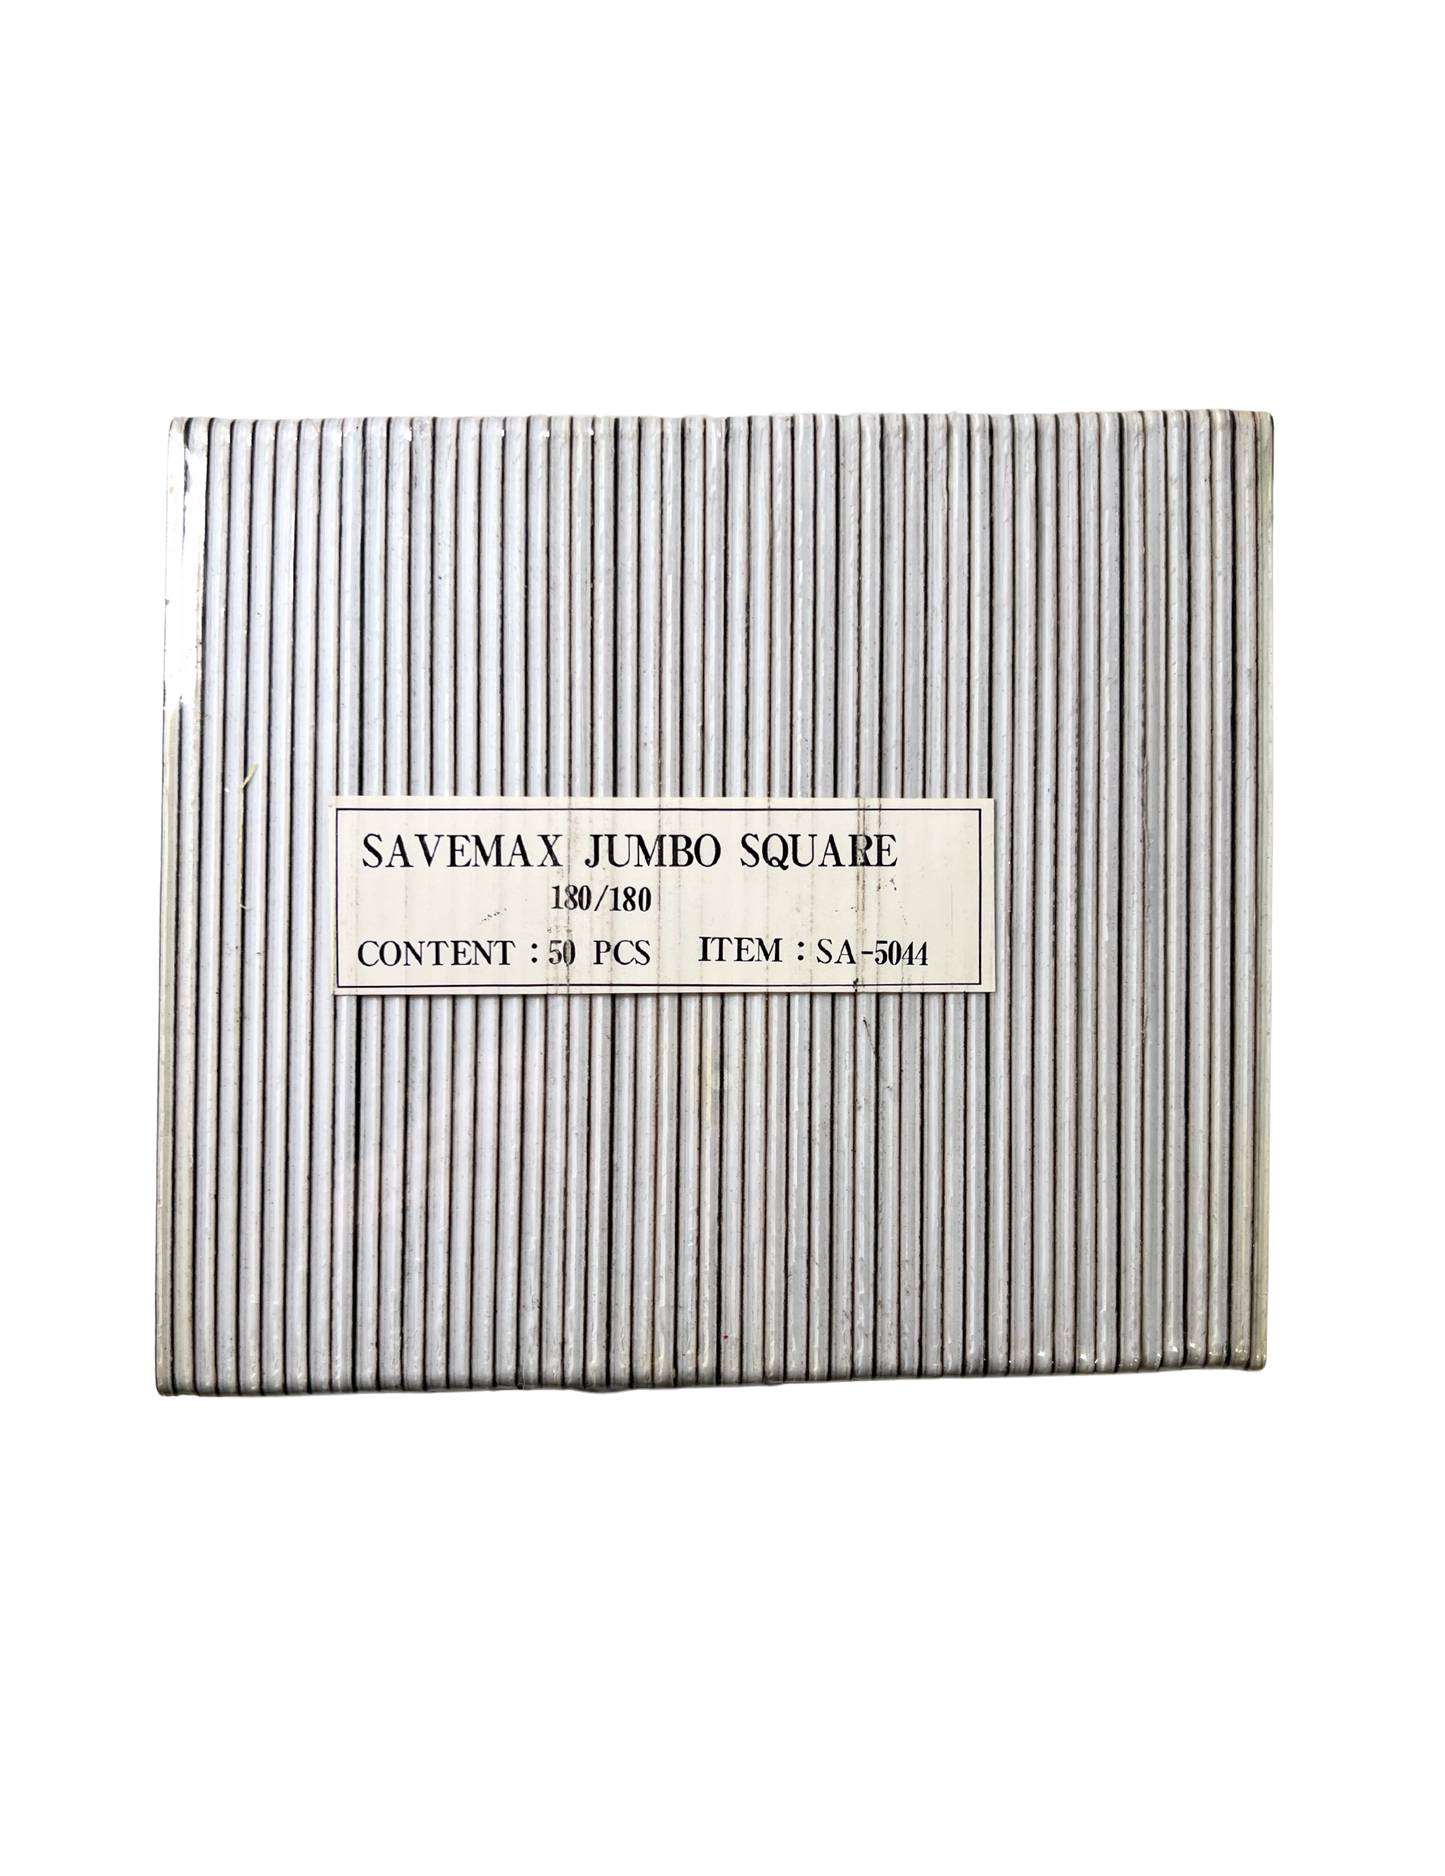 SAVEMAX JUMBO SQUARE
180/180
CONTENT : 50 PCS ITEM : SA-5044